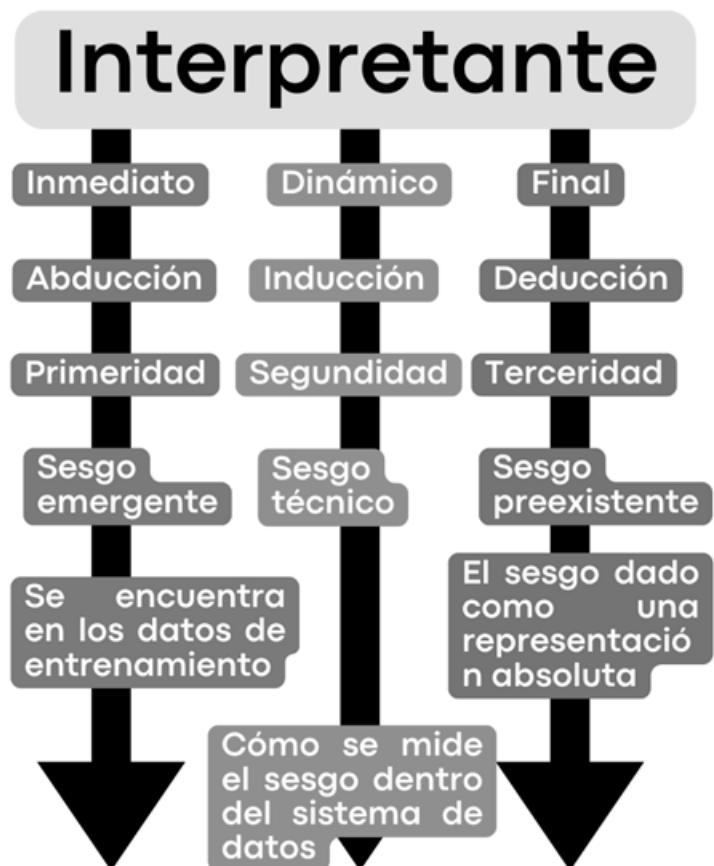 Interpretante
Inmediato
Dinámico
Final
Abducción
Inducción
Deducción
Primeridad
Segundidad
Terceridad
Sesgo
emergente
Sesgo
técnico
Sesgo
preexistente
Se encuentra
en los datos de
entrenamiento
El sesgo dado
como una
representació
n absoluta
Cómo se mide
el sesgo dentro
del sistema de
datos